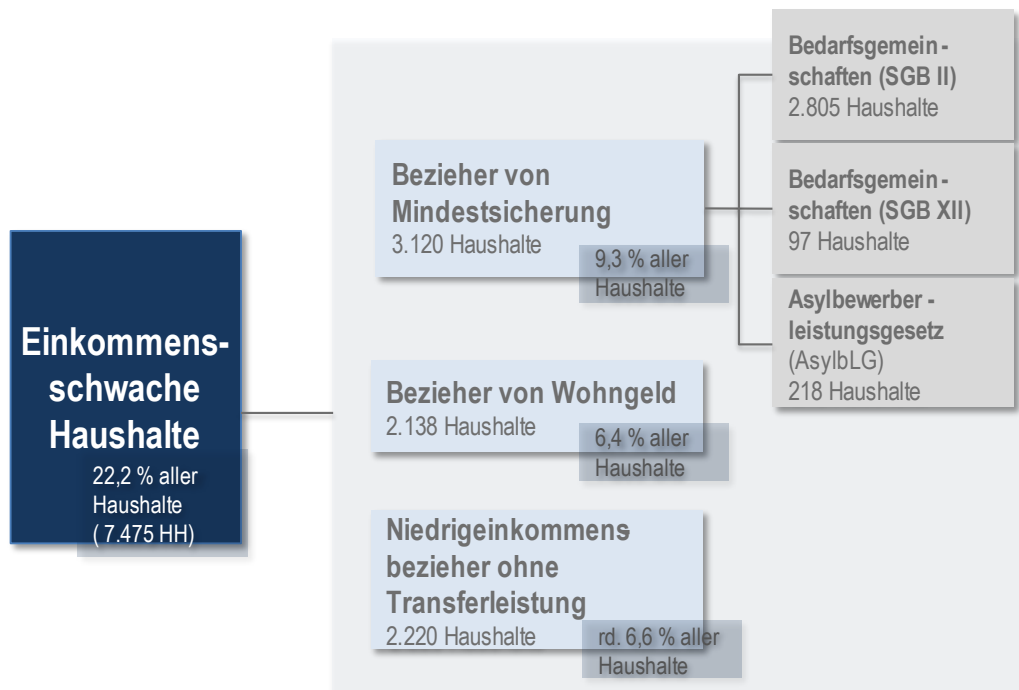 Einkommens-
schwache
Haushalte
22,2 % aller
Haushalte
( 7.475 HH)
Bezieher von
Mindestsicherung
3.120 Haushalte
9,3 % aller
Haushalte
Bezieher von Wohngeld
2.138 Haushalte
6,4 % aller
Haushalte
Niedrigeinkommens-
bezieher ohne
Transferleistung
2.220 Haushalte
rd. 6,6 % aller
Haushalte
Bedarfsgemein-
schaften (SGB II)
2.805 Haushalte
Bedarfsgemein-
schaften (SGB XII)
97 Haushalte
Asylbewerber-
leistungsgesetz
(AsylbLG)
218 Haushalte